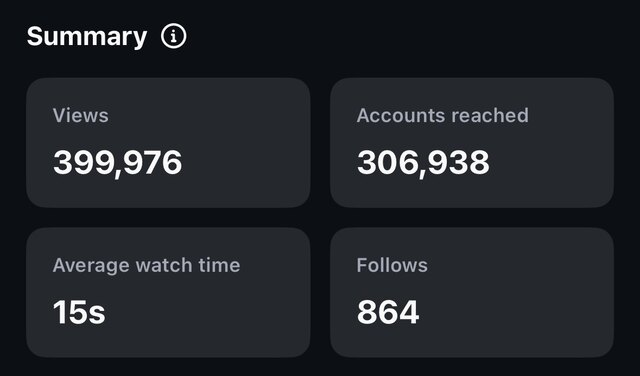 Summary
Views
399,976
Accounts reached
306,938
Average watch time
15s
Follows
864